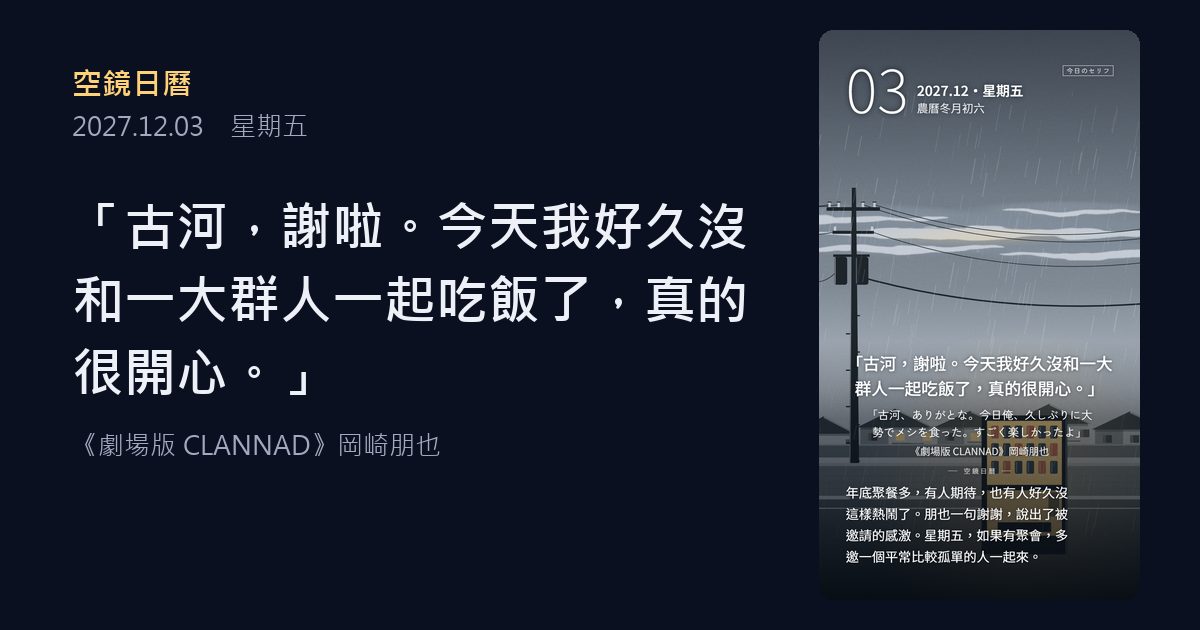 空鏡日曆
2027.12.03 星期五
「古河，謝啦。今天我好久沒
和一大群人一起吃飯了，真的
很開心。」
《劇場版 CLANNAD》岡崎朋也
03
2027.12・星期五
農曆冬月初六
今日のセリフ
「古河，謝啦。今天我好久沒和一大
群人一起吃飯了，真的很開心。」
「古河、ありがとな。今日俺、久しぶりに大
勢でメシを食った。すごく楽しかったよ」
《劇場版 CLANNAD》岡崎朋也
— 空鏡日曆 —
年底聚餐多，有人期待，也有人好久沒
這樣熱鬧了。朋也一句謝謝，說出了被
邀請的感激。星期五，如果有聚會，多
邀一個平常比較孤單的人一起來。